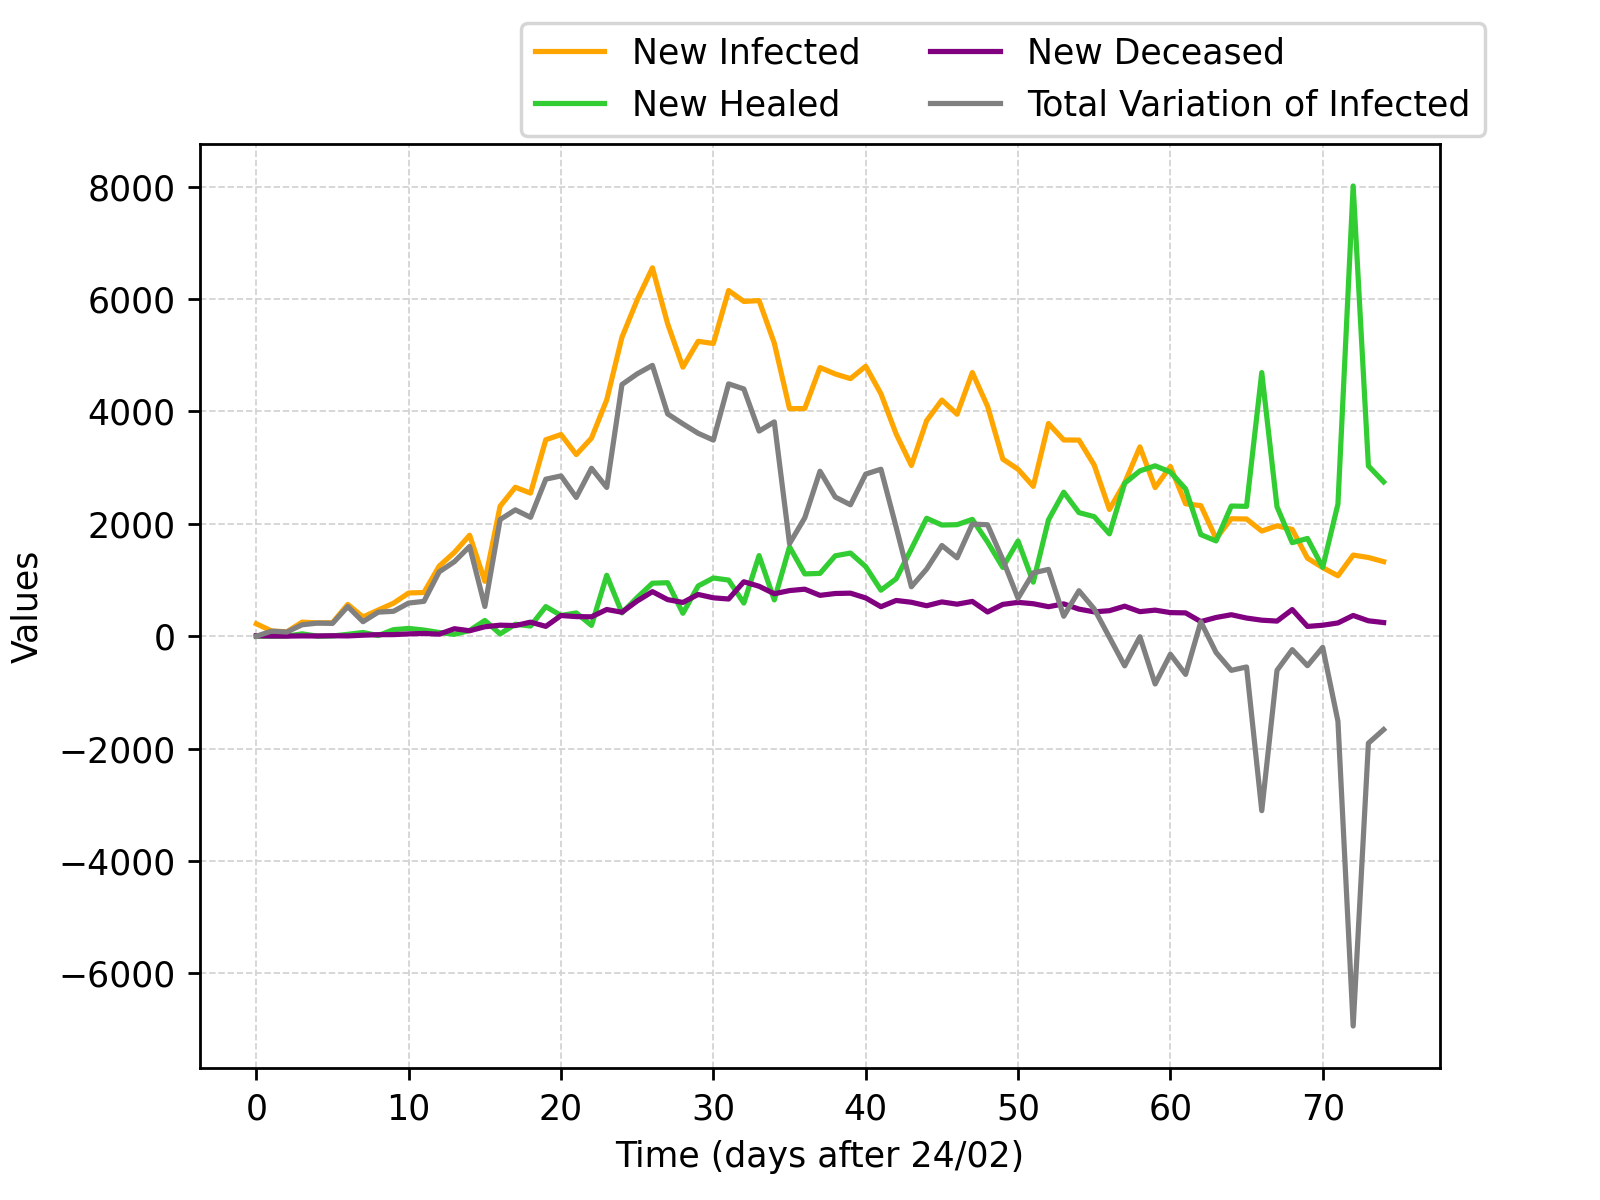 New Infected
New Healed
New Deceased
Total Variation of Infected
8000
6000
4000
2000
0
−2000
−4000
−6000
Values
0 10 20 30 40 50 60 70
Time (days after 24/02)